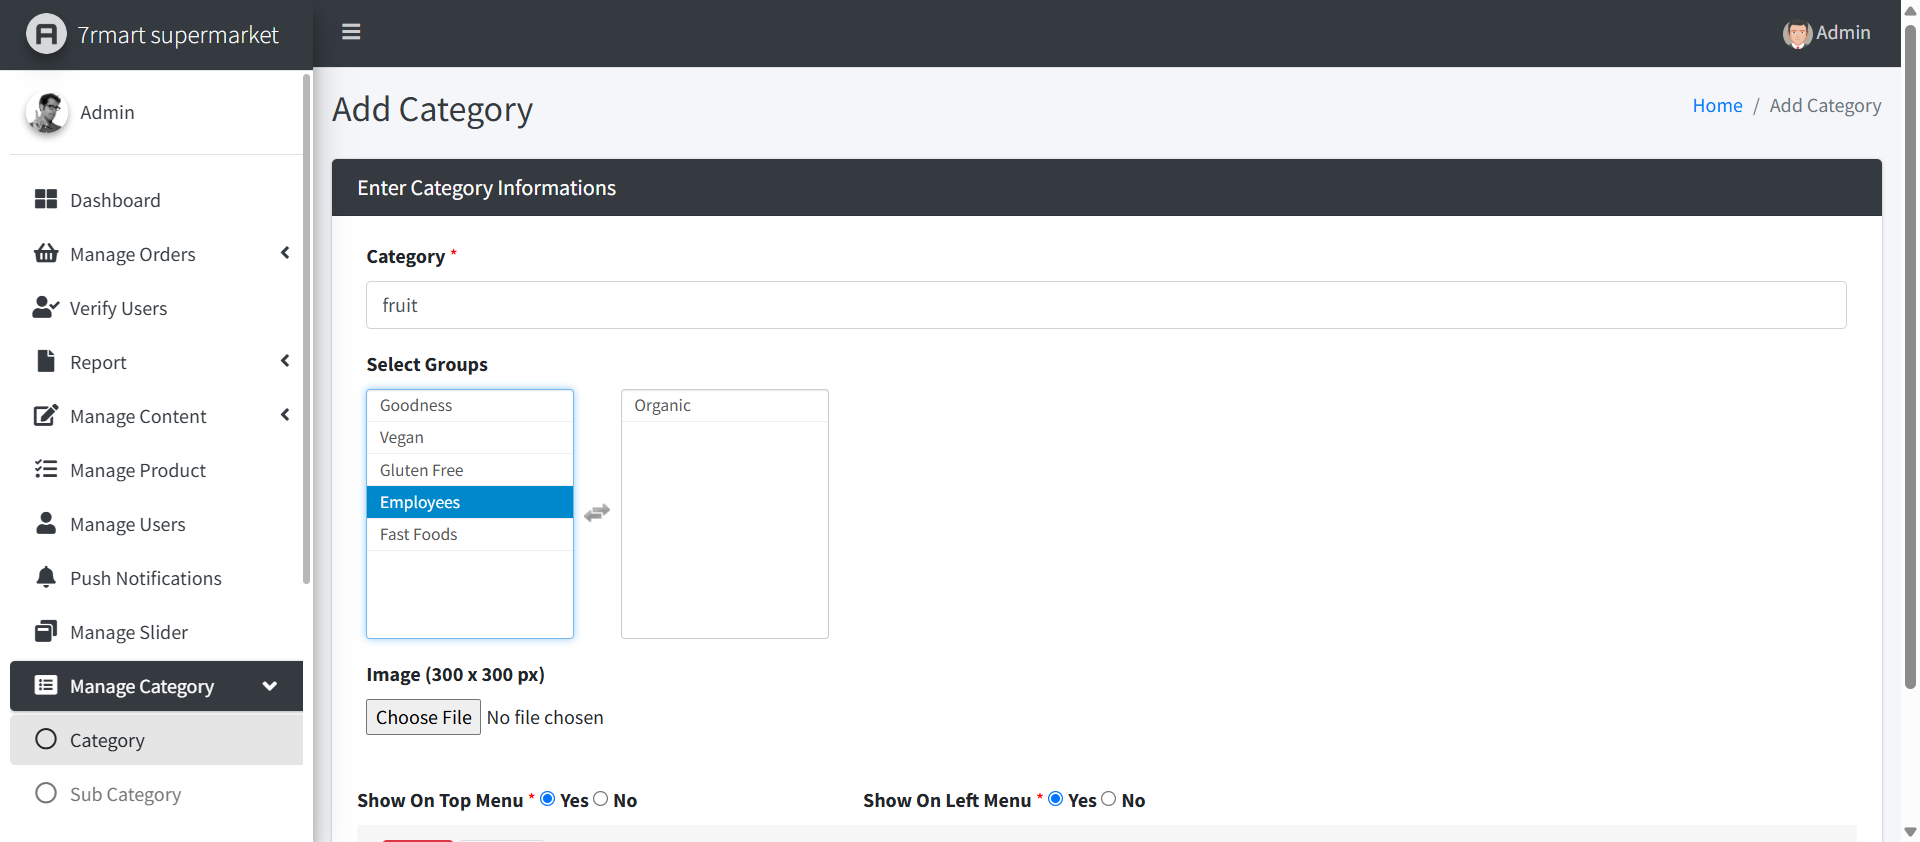 7rmart supermarket
Admin
Admin
Dashboard
Manage Orders
Verify Users
Report
Manage Content
Manage Product
Manage Users
Push Notifications
Manage Slider
Manage Category
Category
Sub Category
Add Category
Home / Add Category
Enter Category Informations
Category *
fruit
Select Groups
Goodness
Vegan
Gluten Free
Employees
Fast Foods
Organic
Image (300 x 300 px)
Choose File No file chosen
Show On Top Menu * Yes No
Show On Left Menu * Yes No